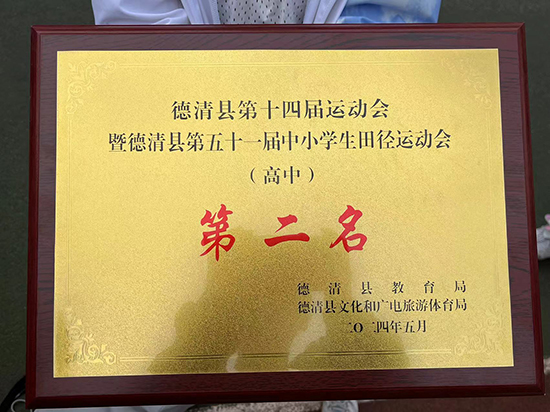 德清县第十四届运动会
暨德清县第五十一届中小学生田径运动会
（高中）
第二名
德清县教育局
德清县文化和广电旅游体育局
二〇二四年五月